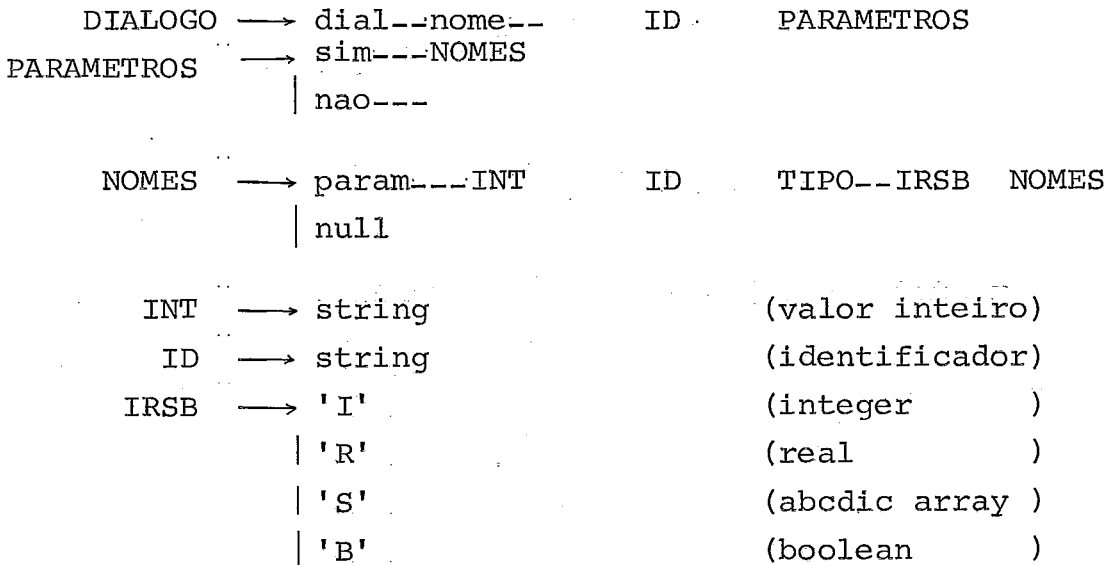 DIALOGO ⟶ dial--nome-- ID PARAMETROS
PARAMETROS ⟶ sim---NOMES
| nao---
NOMES ⟶ param---INT ID TIPO--IRSB NOMES
| null
INT ⟶ string (valor inteiro)
ID ⟶ string (identificador)
IRSB ⟶ 'I' (integer )
| 'R' (real )
| 'S' (abcdic array )
| 'B' (boolean )